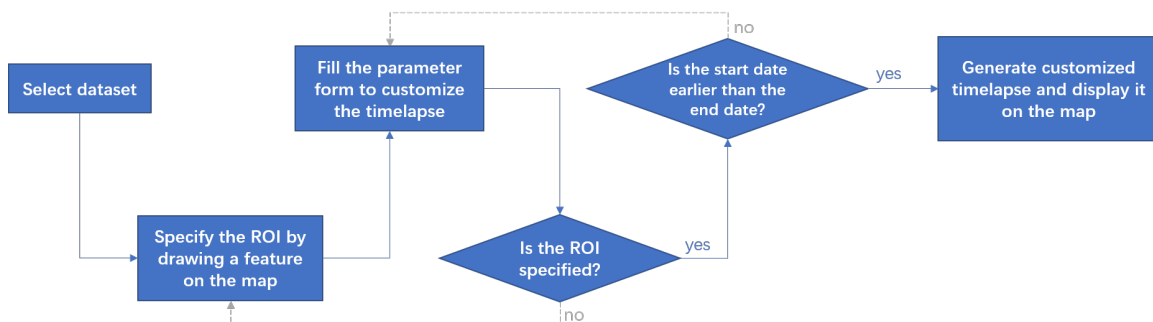 Select dataset
Specify the ROI by
drawing a feature
on the map
Fill the parameter
form to customize
the timelapse
Is the ROI
specified?
no
yes
Is the start date
earlier than the
end date?
no
yes
Generate customized
timelapse and display it
on the map